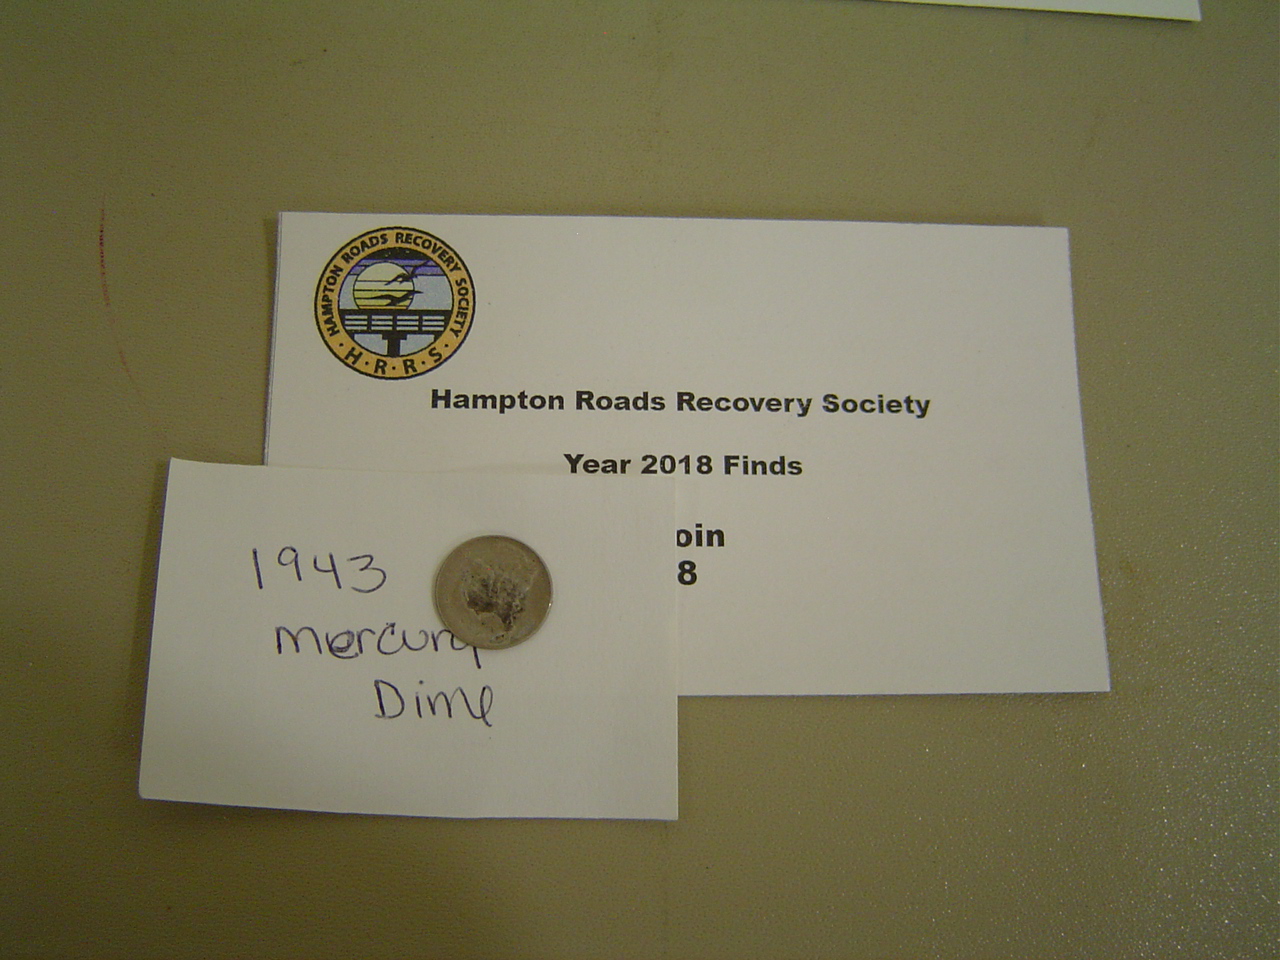 HAMPTON ROADS RECOVERY SOCIETY
· H · R · R · S ·
Hampton Roads Recovery Society
Year 2018 Finds
oin
8
1943
mercury
Dime